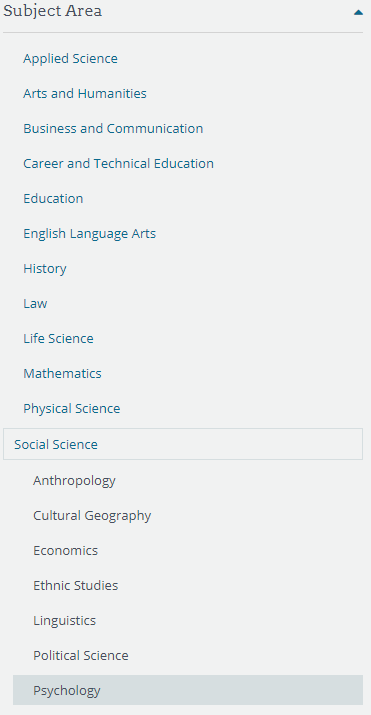 Subject Area
Applied Science
Arts and Humanities
Business and Communication
Career and Technical Education
Education
English Language Arts
History
Law
Life Science
Mathematics
Physical Science
Social Science
Anthropology
Cultural Geography
Economics
Ethnic Studies
Linguistics
Political Science
Psychology